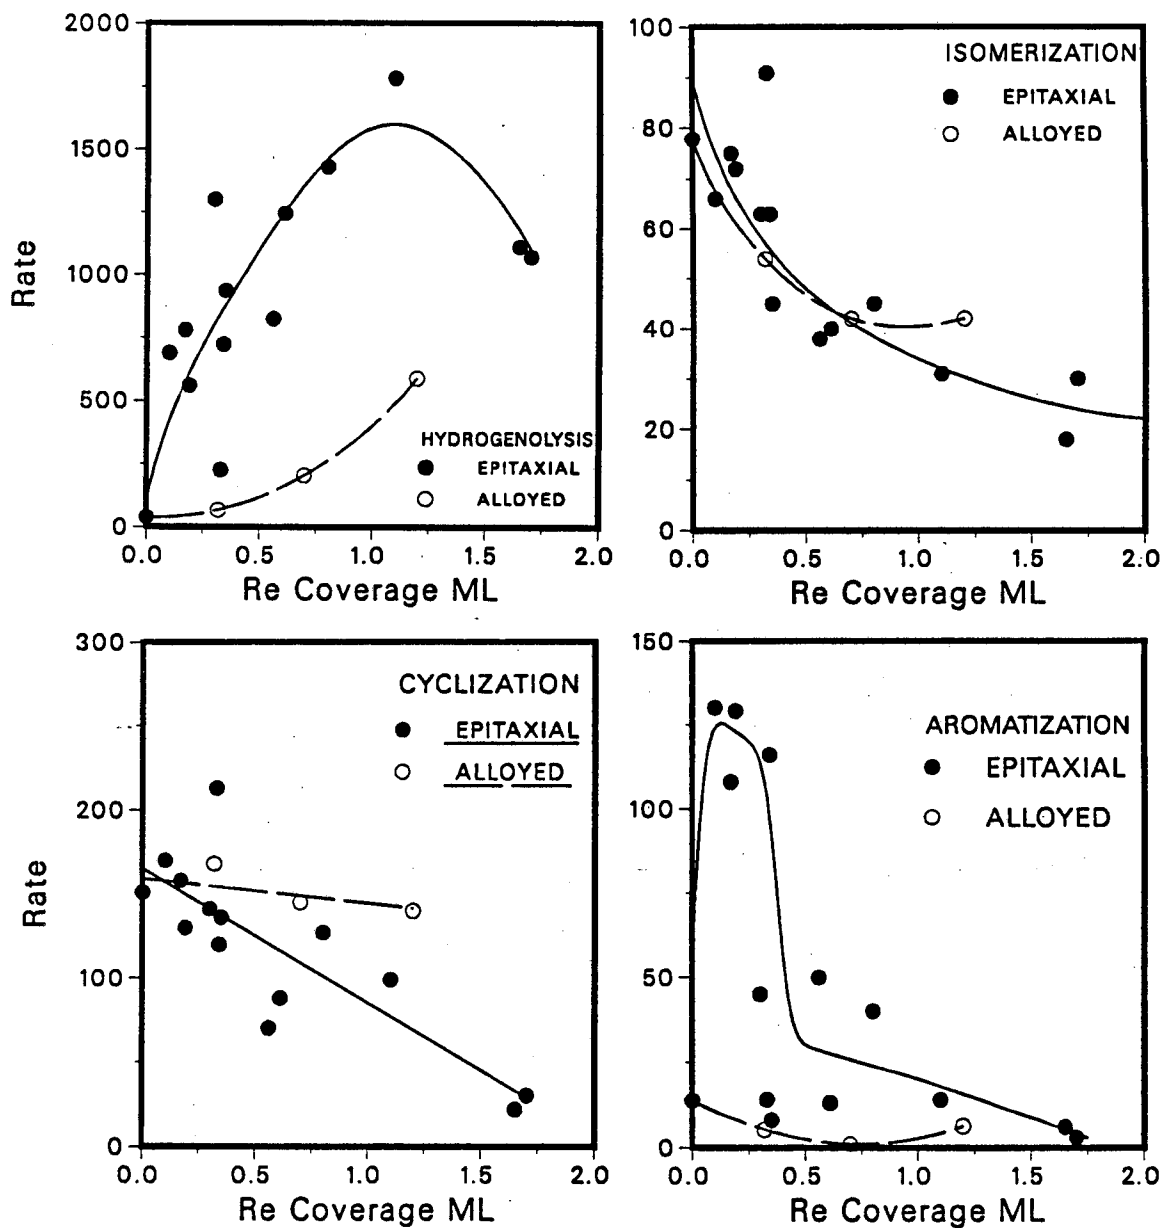 2000
1500
1000
500
0
Rate
HYDROGENOLYSIS
EPITAXIAL
ALLOYED
0.0 0.5 1.0 1.5 2.0
Re Coverage ML
100
80
60
40
20
0
ISOMERIZATION
EPITAXIAL
ALLOYED
0.0 0.5 1.0 1.5 2.0
Re Coverage ML
300
200
100
0
Rate
CYCLIZATION
EPITAXIAL
ALLOYED
0.0 0.5 1.0 1.5 2.0
Re Coverage ML
150
100
50
0
AROMATIZATION
EPITAXIAL
ALLOYED
0.0 0.5 1.0 1.5 2.0
Re Coverage ML